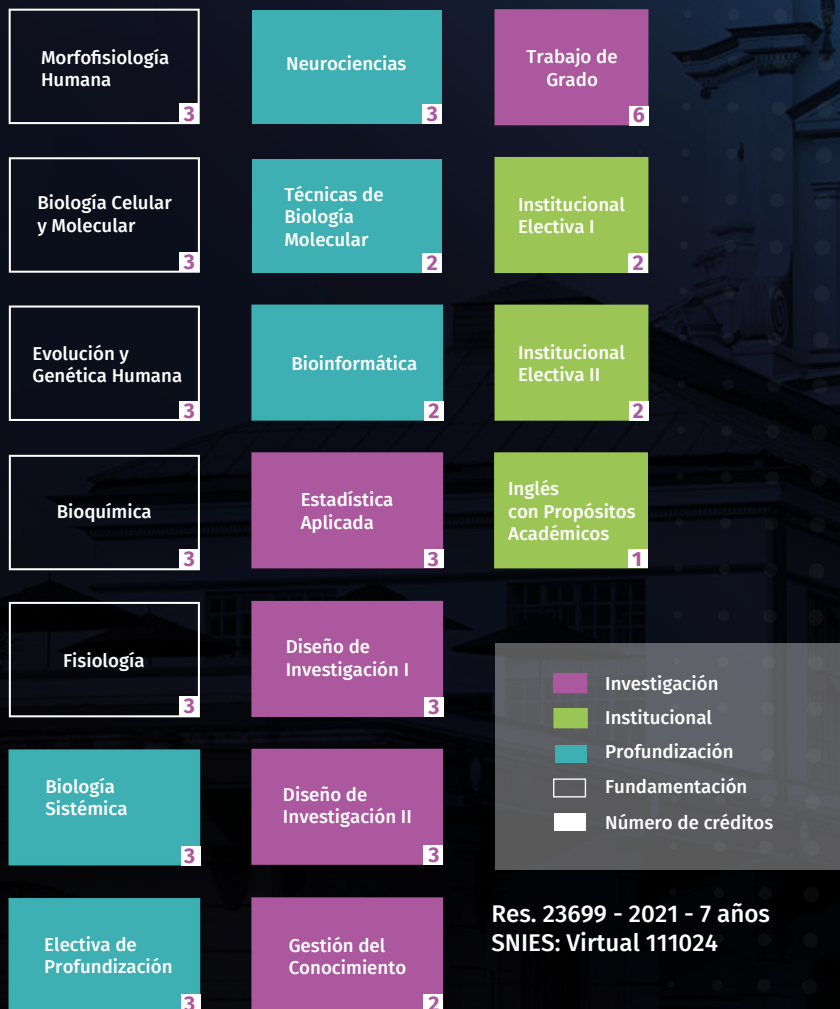 Morfofisiología
Humana
3
Biología Celular
y Molecular
3
Evolución y
Genética Humana
3
Bioquímica
3
Fisiología
3
Biología
Sistémica
3
Electiva de
Profundización
3
Neurociencias
3
Técnicas de
Biología
Molecular
2
Bioinformática
2
Estadística
Aplicada
3
Diseño de
Investigación I
3
Diseño de
Investigación II
3
Gestión del
Conocimiento
2
Trabajo de
Grado
6
Institucional
Electiva I
2
Institucional
Electiva II
2
Inglés
con Propósitos
Académicos
1
Investigación
Institucional
Profundización
Fundamentación
Número de créditos
Res. 23699 - 2021 - 7 años
SNIES: Virtual 111024